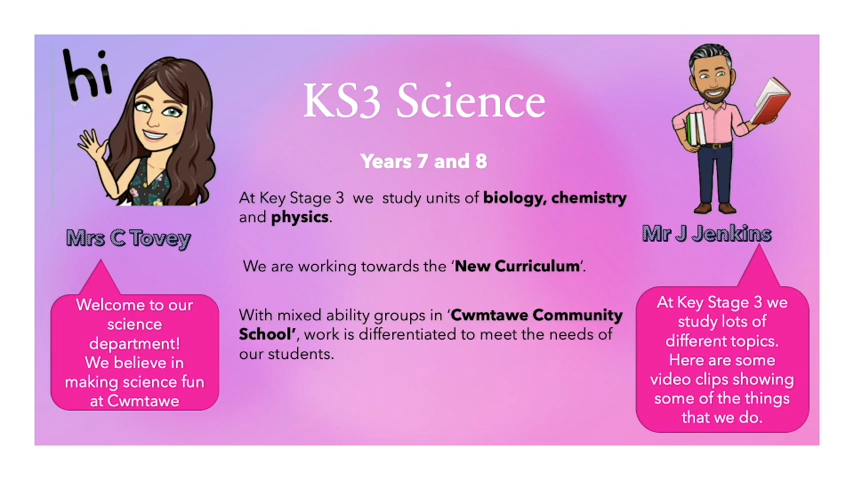 hi
KS3 Science
Years 7 and 8
At Key Stage 3 we study units of biology, chemistry
and physics.
We are working towards the ‘New Curriculum’.
With mixed ability groups in ‘Cwmtawe Community
School’, work is differentiated to meet the needs of
our students.
Mrs C Tovey
Welcome to our
science
department!
We believe in
making science fun
at Cwmtawe
Mr J Jenkins
At Key Stage 3 we
study lots of
different topics.
Here are some
video clips showing
some of the things
that we do.